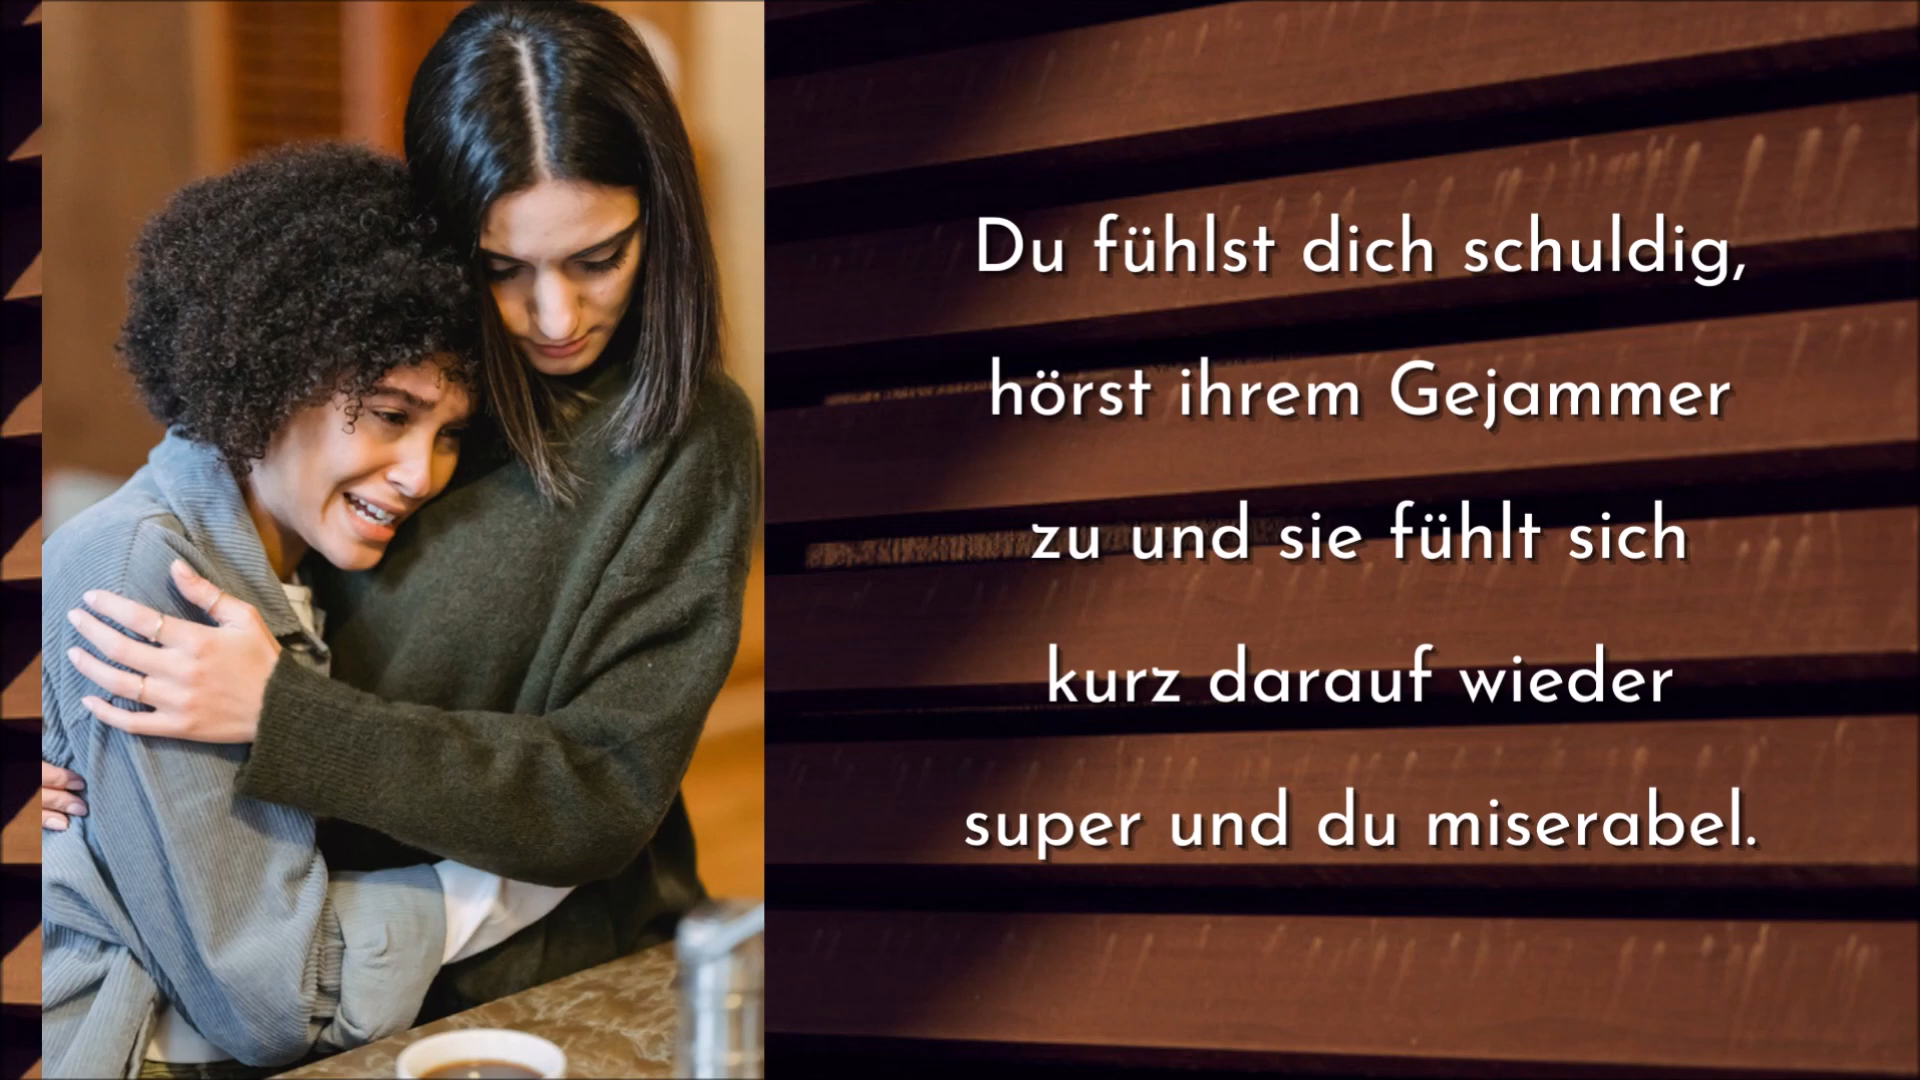 Du fühlst dich schuldig,
hörst ihrem Gejammer
zu und sie fühlt sich
kurz darauf wieder
super und du miserabel.